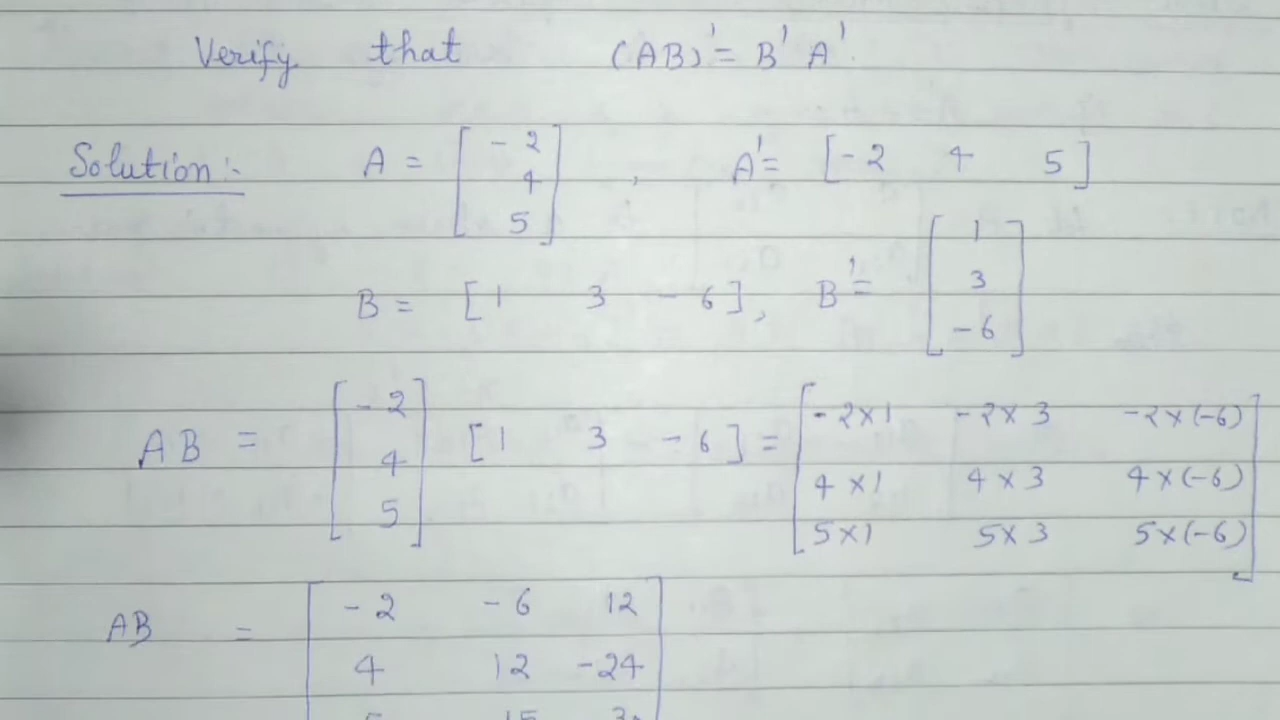 Verify that (AB)' = B' A'.
Solution :- A = [ -2 4 5 ] , A' = [ -2 4 5 ]
B = [ 1 3 -6 ], B' = [ 1 3 -6 ]
AB = [ -2 4 5 ] [ 1 3 -6 ] = [ -2×1 -2×3 -2×(-6)
4×1 4×3 4×(-6)
5×1 5×3 5×(-6) ]
AB = [ -2 -6 12
4 12 -24